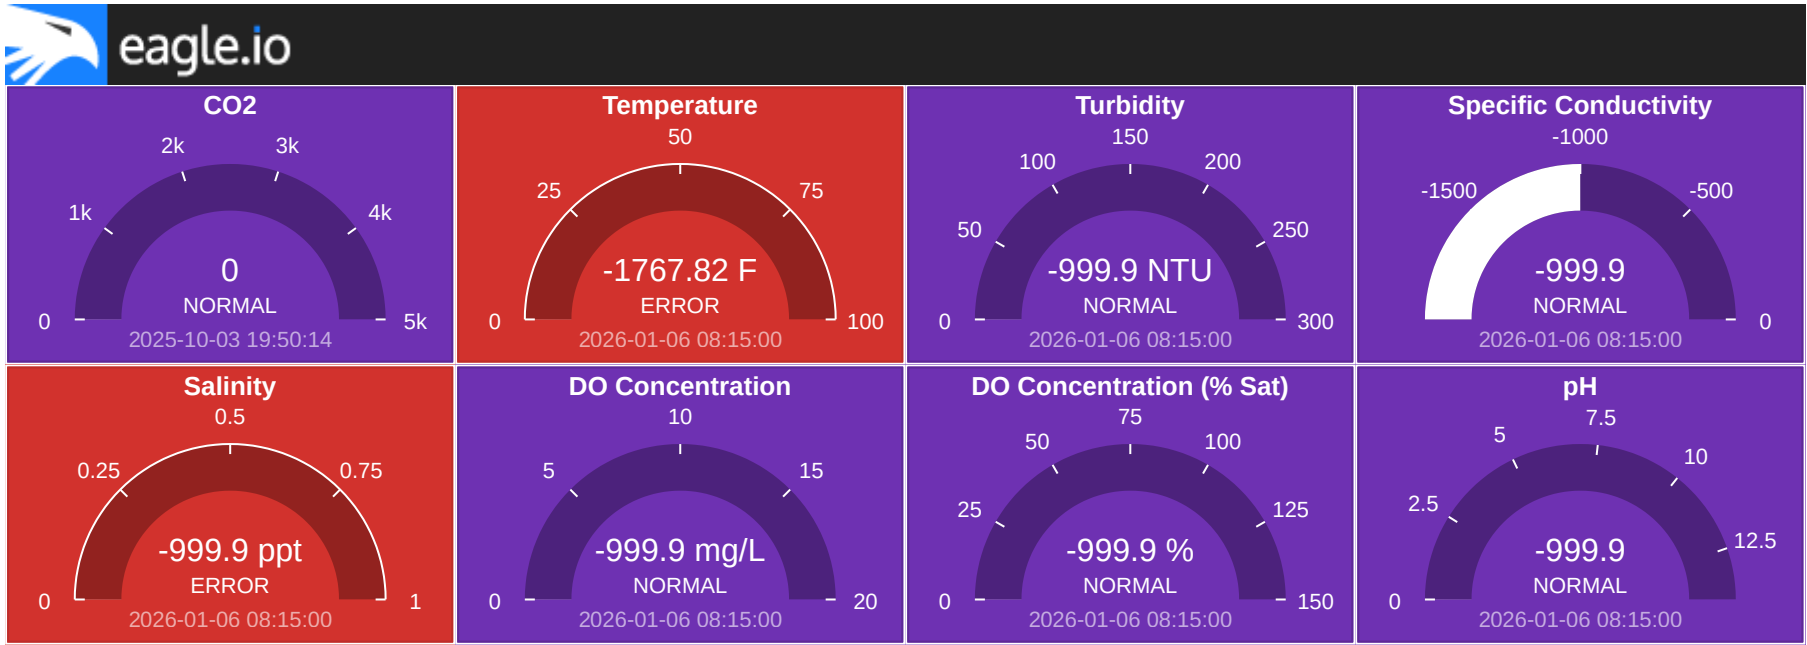 eagle.io
CO2
2k
3k
1k
4k
0
NORMAL
0
5k
2025-10-03 19:50:14
Temperature
50
25
75
-1767.82 F
ERROR
0
100
2026-01-06 08:15:00
Turbidity
150
100
200
50
250
-999.9 NTU
NORMAL
0
300
2026-01-06 08:15:00
Specific Conductivity
-1000
-1500
-500
-999.9
NORMAL
0
2026-01-06 08:15:00
Salinity
0.5
0.25
0.75
-999.9 ppt
ERROR
0
1
2026-01-06 08:15:00
DO Concentration
10
5
15
-999.9 mg/L
NORMAL
0
20
2026-01-06 08:15:00
DO Concentration (% Sat)
75
50
100
25
125
-999.9 %
NORMAL
0
150
2026-01-06 08:15:00
pH
7.5
5
10
2.5
12.5
-999.9
NORMAL
0
2026-01-06 08:15:00